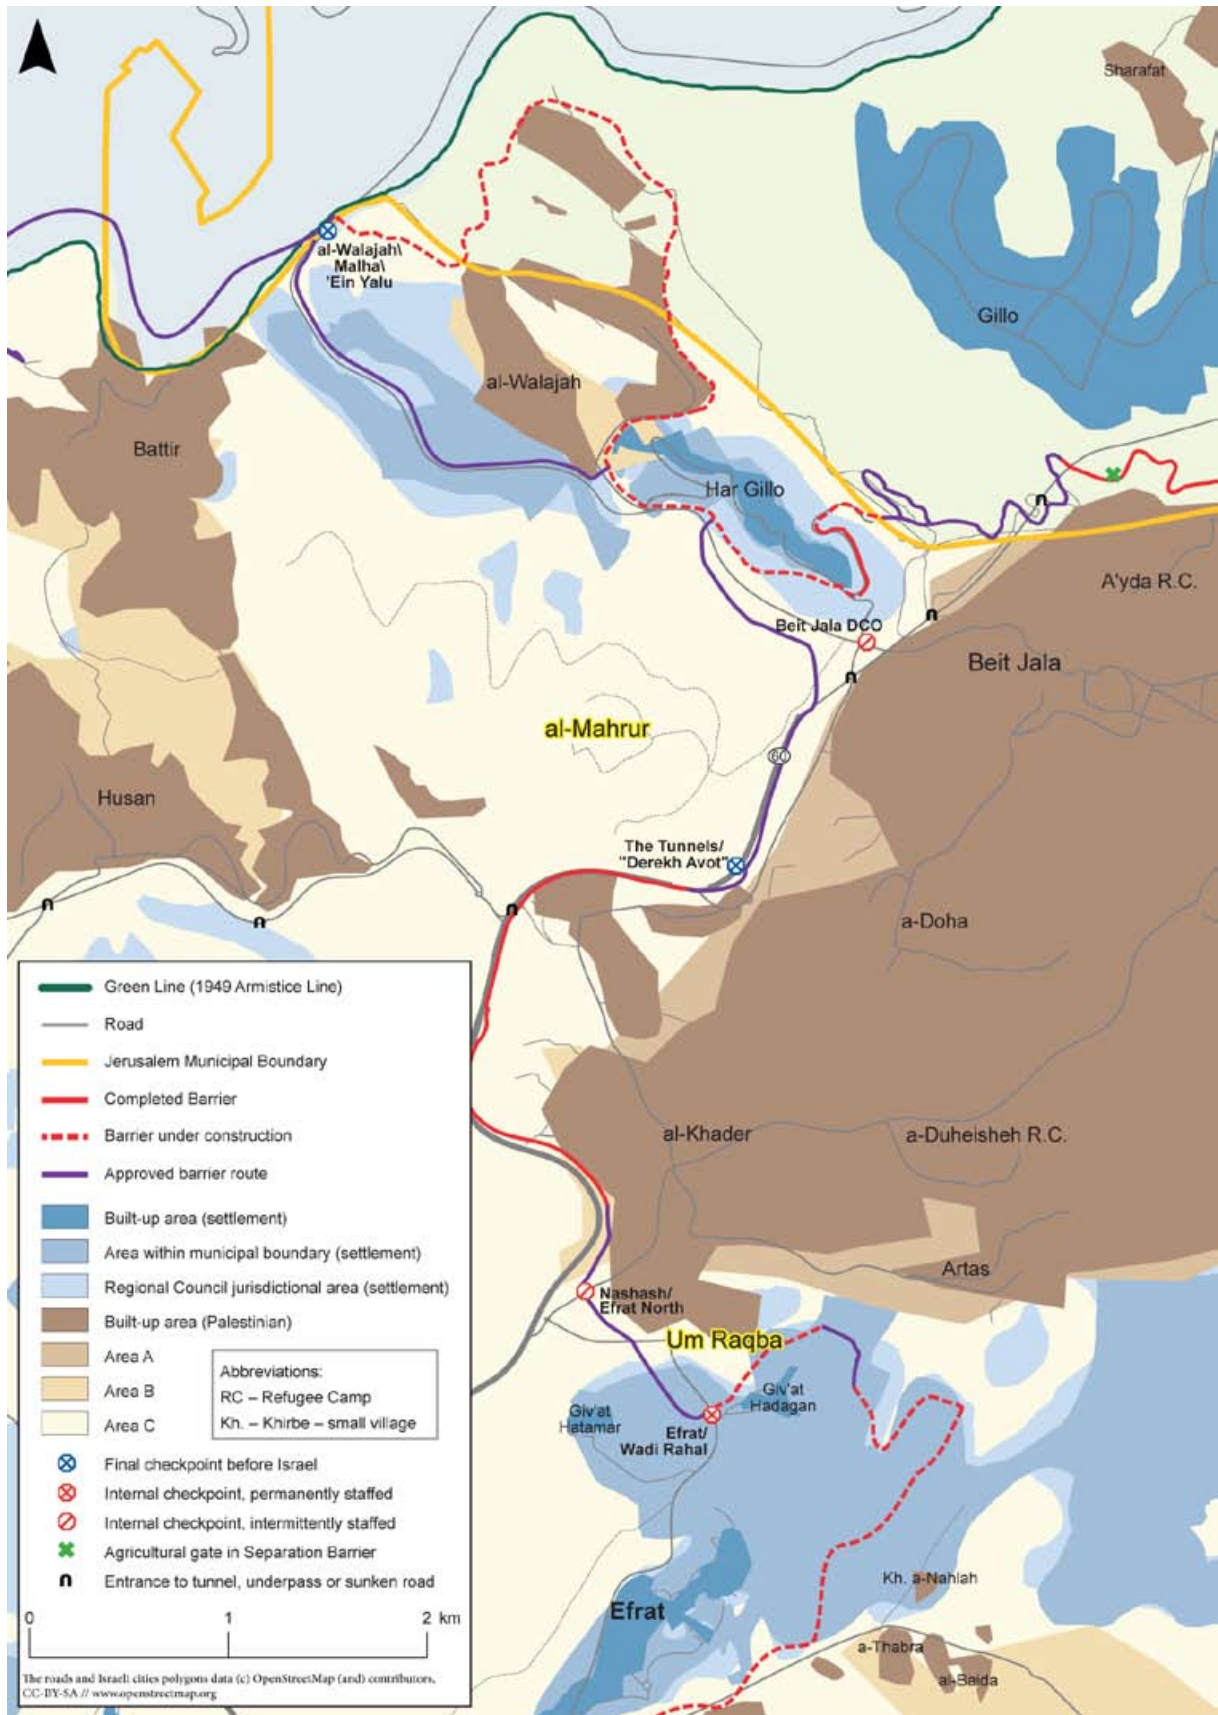 Sharafat
al-Walajah\
Malha\
'Ein Yalu
Gillo
al-Walajah
Battir
Har Gillo
A'yda R.C.
Beit Jala DCO
Beit Jala
al-Mahrur
60
Husan
The Tunnels/
"Derekh Avot"
a-Doha
al-Khader
a-Duheisheh R.C.
Artas
Nashash/
Efrat North
Um Raqba
Giv'at
Hadagan
Giv'at
Hatamar
Efrat/
Wadi Rahal
Kh. a-Nahlah
Efrat
a-Thabra
al-Baida
Green Line (1949 Armistice Line)
Road
Jerusalem Municipal Boundary
Completed Barrier
Barrier under construction
Approved barrier route
Built-up area (settlement)
Area within municipal boundary (settlement)
Regional Council jurisdictional area (settlement)
Built-up area (Palestinian)
Area A
Area B
Area C
Abbreviations:
RC – Refugee Camp
Kh. – Khirbe – small village
Final checkpoint before Israel
Internal checkpoint, permanently staffed
Internal checkpoint, intermittently staffed
Agricultural gate in Separation Barrier
Entrance to tunnel, underpass or sunken road
0 1 2 km
The roads and Israeli cities polygons data (c) OpenStreetMap (and) contributors,
CC-BY-SA // www.openstreetmap.org